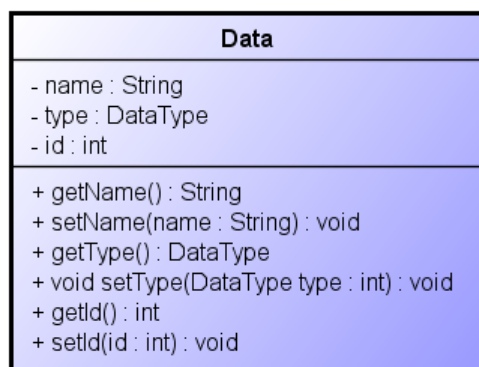 Data
- name : String
- type : DataType
- id : int
+ getName() : String
+ setName(name : String) : void
+ getType() : DataType
+ void setType(DataType type : int) : void
+ getId() : int
+ setId(id : int) : void